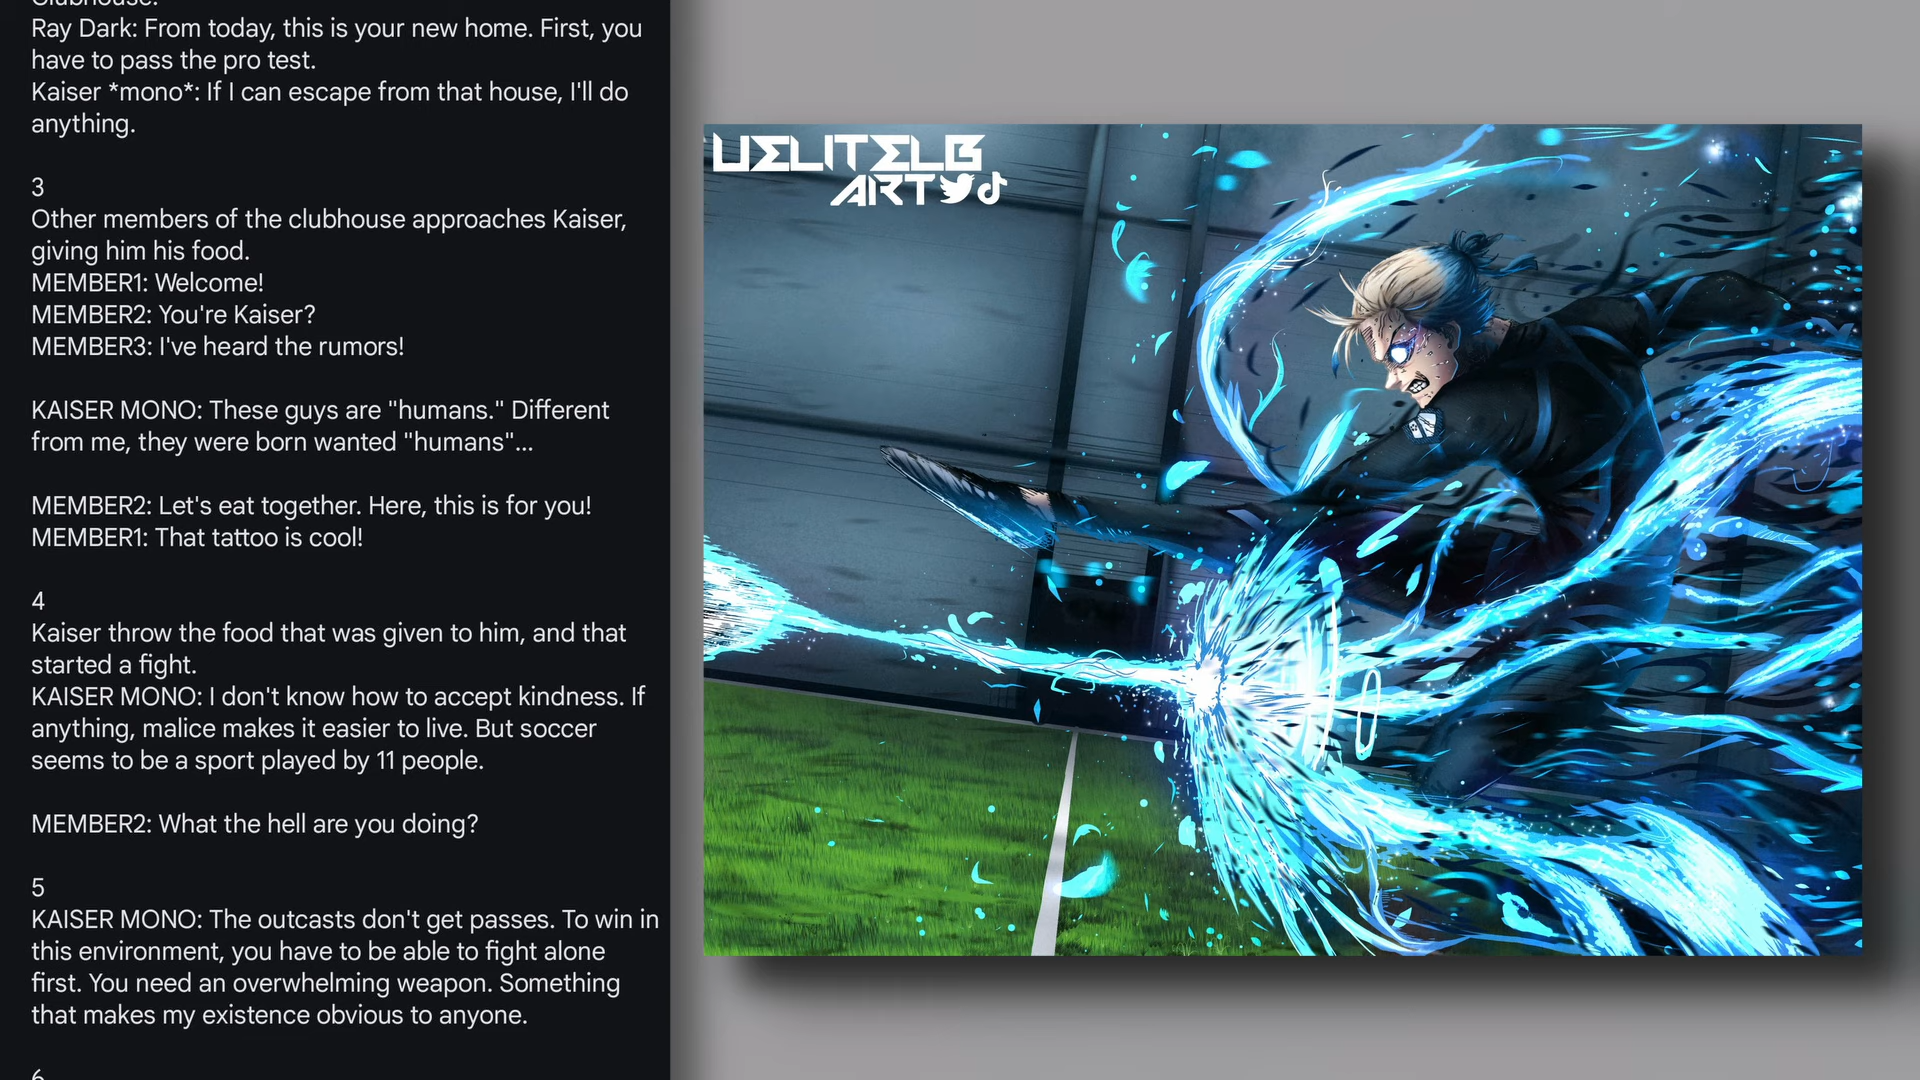 Clubhouse.
Ray Dark: From today, this is your new home. First, you
have to pass the pro test.
Kaiser *mono*: If I can escape from that house, I'll do
anything.
3
Other members of the clubhouse approaches Kaiser,
giving him his food.
MEMBER1: Welcome!
MEMBER2: You're Kaiser?
MEMBER3: I've heard the rumors!
KAISER MONO: These guys are "humans." Different
from me, they were born wanted "humans"...
MEMBER2: Let's eat together. Here, this is for you!
MEMBER1: That tattoo is cool!
4
Kaiser throw the food that was given to him, and that
started a fight.
KAISER MONO: I don't know how to accept kindness. If
anything, malice makes it easier to live. But soccer
seems to be a sport played by 11 people.
MEMBER2: What the hell are you doing?
5
KAISER MONO: The outcasts don't get passes. To win in
this environment, you have to be able to fight alone
first. You need an overwhelming weapon. Something
that makes my existence obvious to anyone.
6
UELITELB
ART